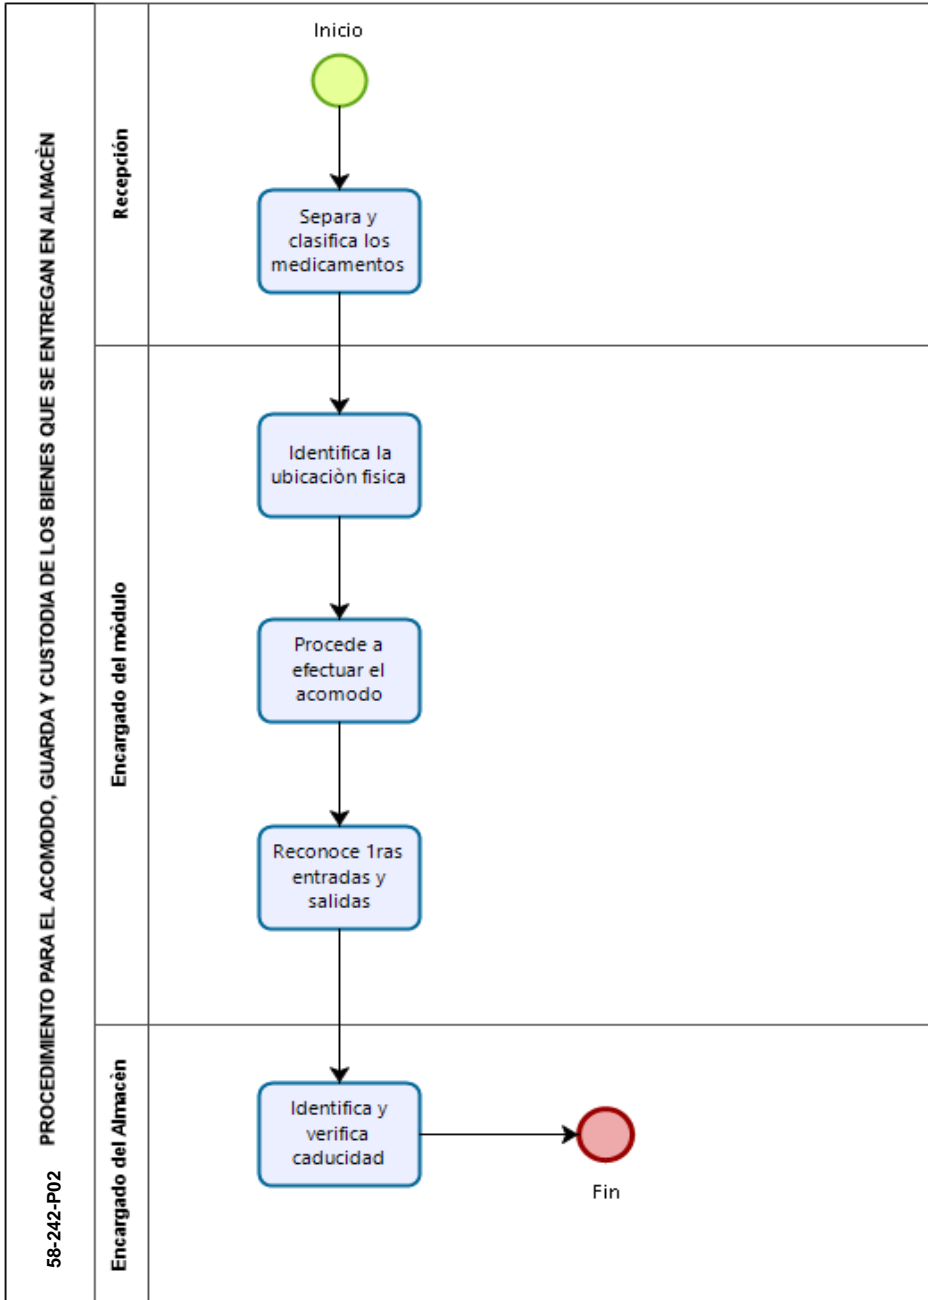 58-242-P02 PROCEDIMIENTO PARA EL ACOMODO, GUARDA Y CUSTODIA DE LOS BIENES QUE SE ENTREGAN EN ALMACÈN
Recepción
Inicio
Separa y
clasifica los
medicamentos
Encargado del mòdulo
Identifica la
ubicaciòn fisica
Procede a
efectuar el
acomodo
Reconoce 1ras
entradas y
salidas
Encargado del Almacèn
Identifica y
verifica
caducidad
Fin